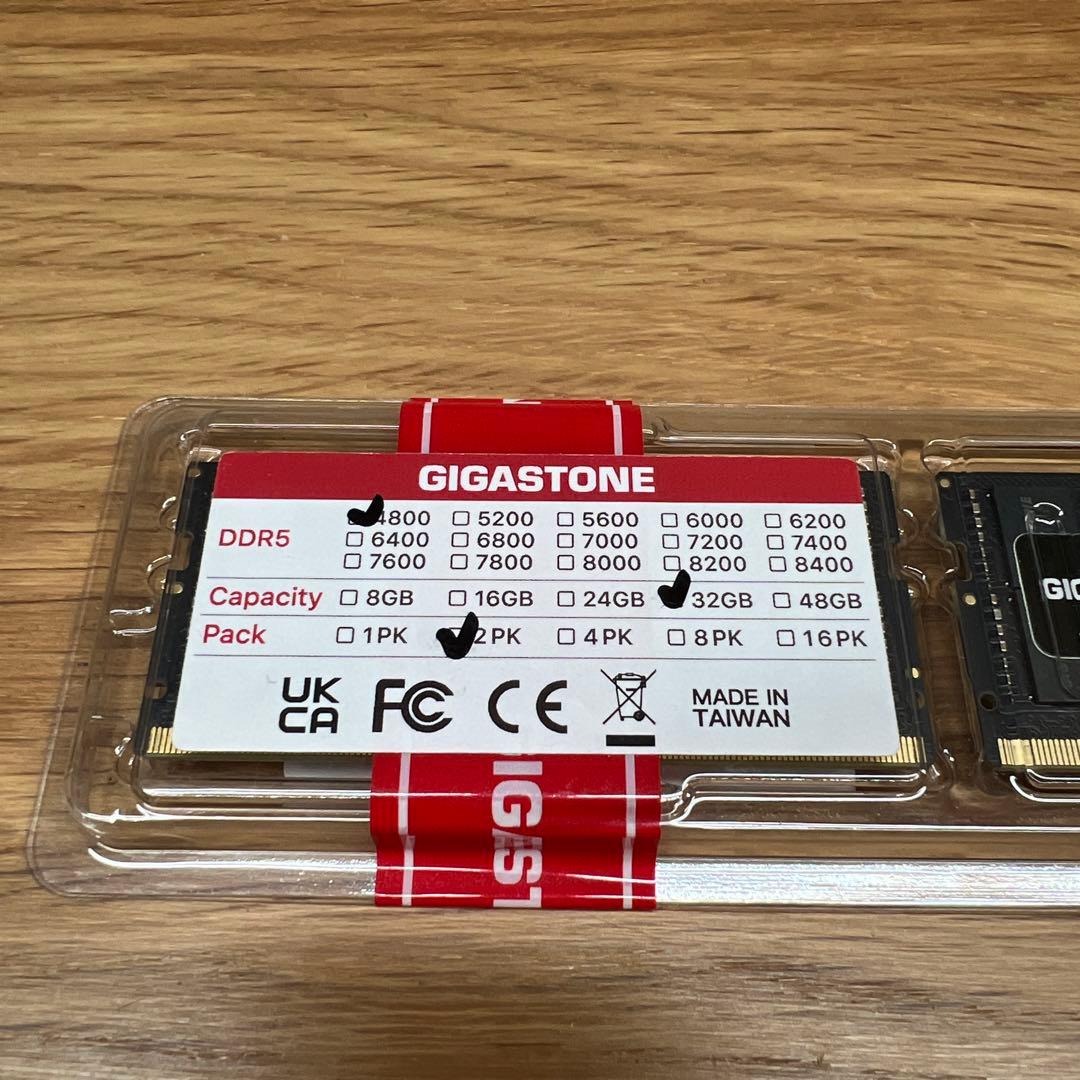 GIGASTONE
DDR5
4800 5200 5600 6000 6200
6400 6800 7000 7200 7400
7600 7800 8000 8200 8400
Capacity 8GB 16GB 24GB 32GB 48GB
Pack 1PK 2PK 4PK 8PK 16PK
UK
CA
FC CE
MADE IN
TAIWAN
IGAST
GIG